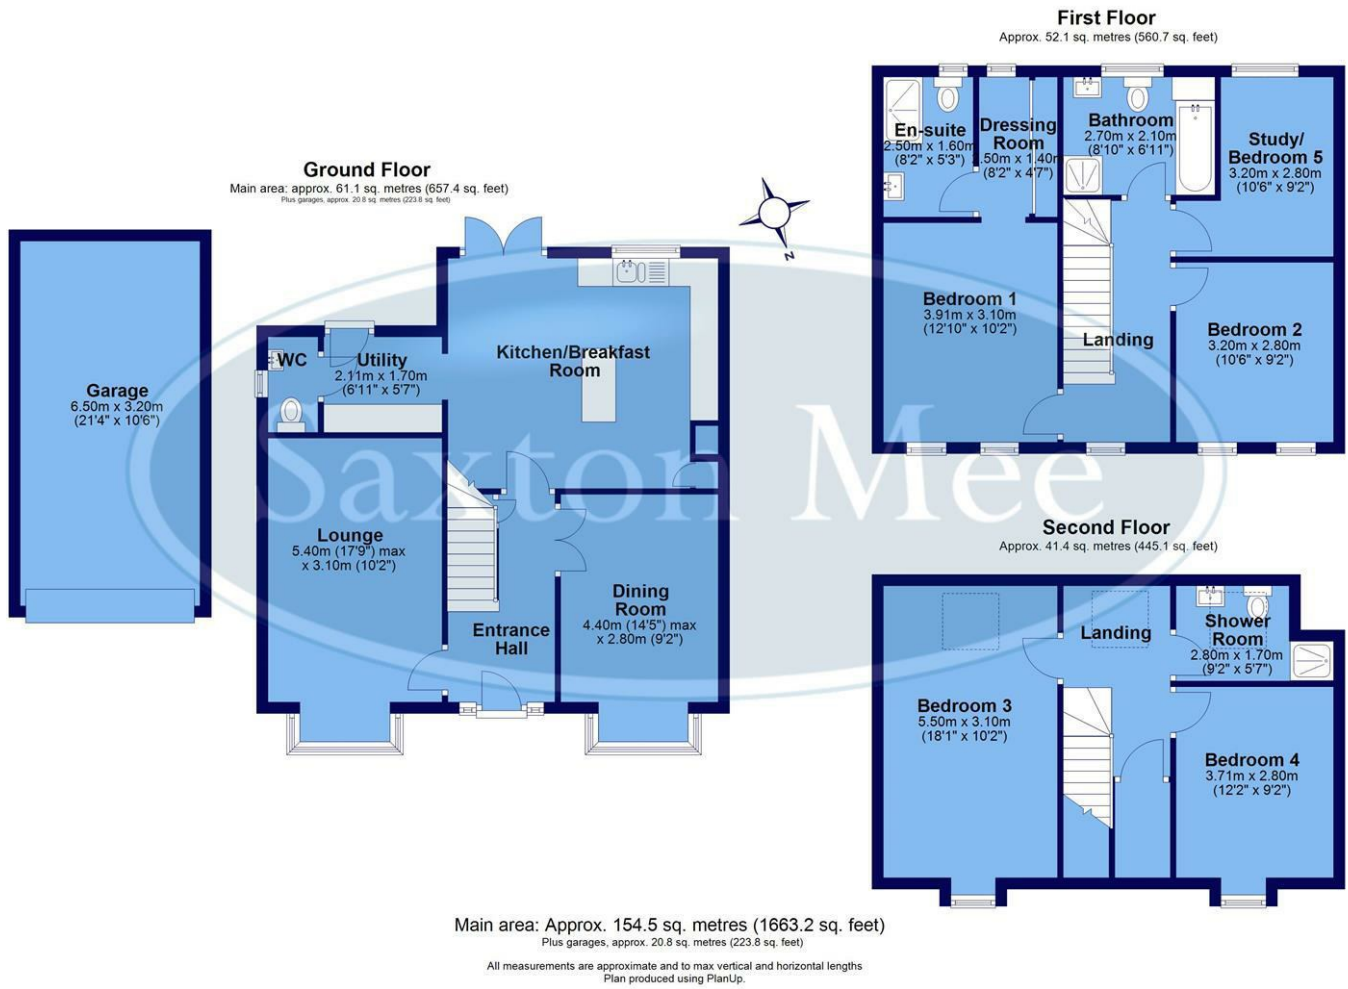 Ground Floor
Main area: approx. 61.1 sq. metres (657.4 sq. feet)
Plus garages, approx. 20.8 sq. metres (223.8 sq. feet)
Garage
6.50m x 3.20m
(21'4" x 10'6")
WC
Utility
2.11m x 1.70m
(6'11" x 5'7")
Kitchen/Breakfast
Room
Lounge
5.40m (17'9") max
x 3.10m (10'2")
Entrance
Hall
Dining
Room
4.40m (14'5") max
x 2.80m (9'2")
N
Saxton Mee
First Floor
Approx. 52.1 sq. metres (560.7 sq. feet)
En-suite
2.50m x 1.60m
(8'2" x 5'3")
Dressing
Room
.50m x 1.40m
(8'2" x 4'7")
Bathroom
2.70m x 2.10m
(8'10" x 6'11")
Study/
Bedroom 5
3.20m x 2.80m
(10'6" x 9'2")
Bedroom 1
3.91m x 3.10m
(12'10" x 10'2")
Landing
Bedroom 2
3.20m x 2.80m
(10'6" x 9'2")
Second Floor
Approx. 41.4 sq. metres (445.1 sq. feet)
Landing
Shower
Room
2.80m x 1.70m
(9'2" x 5'7")
Bedroom 3
5.50m x 3.10m
(18'1" x 10'2")
Bedroom 4
3.71m x 2.80m
(12'2" x 9'2")
Main area: Approx. 154.5 sq. metres (1663.2 sq. feet)
Plus garages, approx. 20.8 sq. metres (223.8 sq. feet)
All measurements are approximate and to max vertical and horizontal lengths
Plan produced using PlanUp.